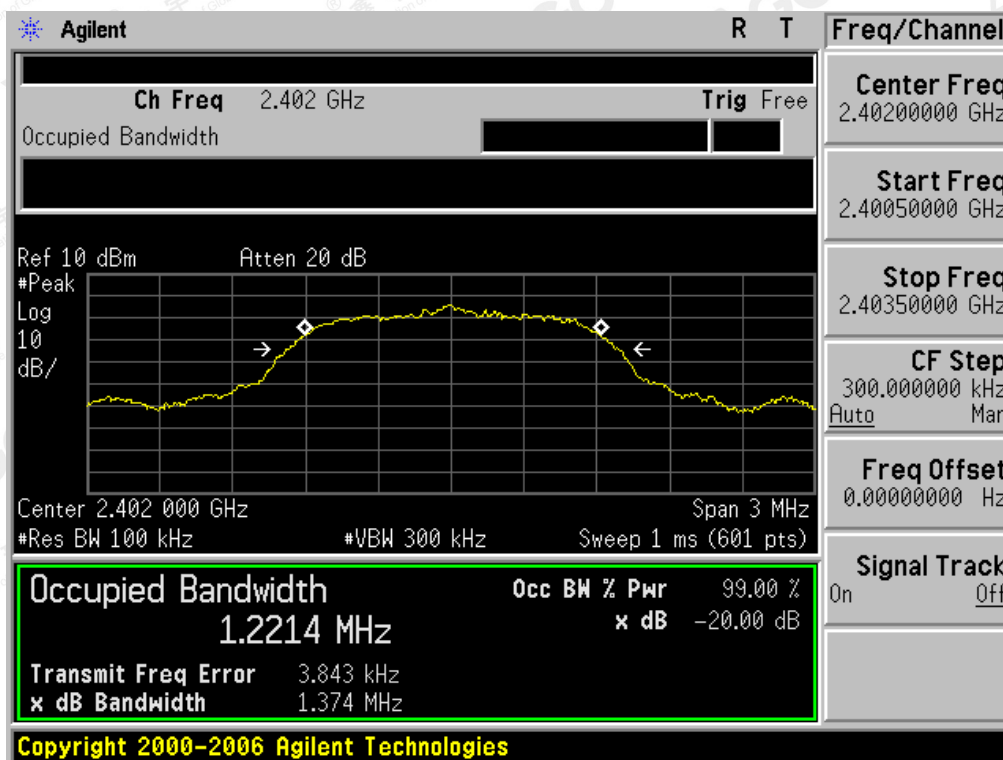 Agilent R T Freq/Channel
Ch Freq 2.402 GHz Trig Free
Occupied Bandwidth
Center Freq
2.40200000 GHz
Start Freq
2.40050000 GHz
Stop Freq
2.40350000 GHz
CF Step
300.000000 kHz
Auto Man
Freq Offset
0.00000000 Hz
Signal Track
On Off
Ref 10 dBm Atten 20 dB
#Peak
Log
10
dB/
Center 2.402 000 GHz Span 3 MHz
#Res BW 100 kHz #VBW 300 kHz Sweep 1 ms (601 pts)
Occupied Bandwidth
1.2214 MHz
Occ BW % Pwr 99.00 %
x dB -20.00 dB
Transmit Freq Error 3.843 kHz
x dB Bandwidth 1.374 MHz
Copyright 2000-2006 Agilent Technologies